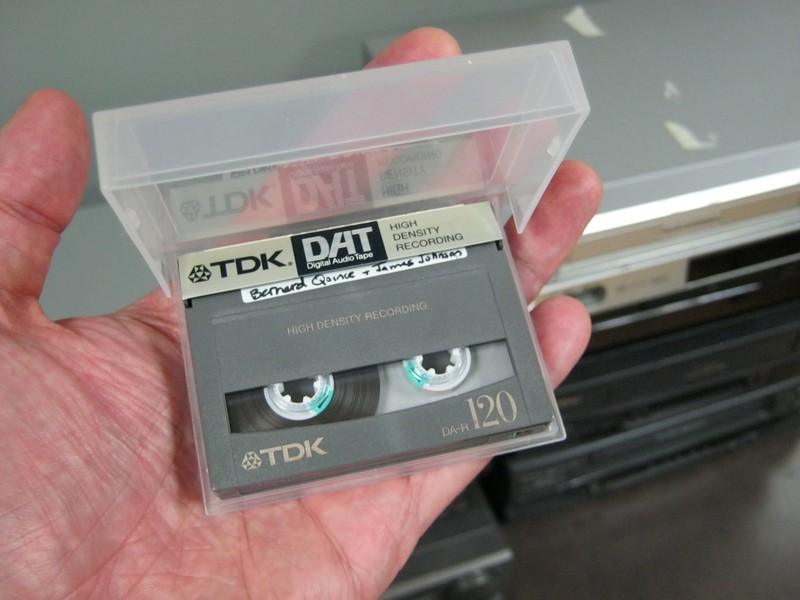 TDK. DAT HIGH
Digital Audio Tape DENSITY
RECORDING
Bernard Quince + James Johnson
HIGH DENSITY RECORDING
DA-R 120
TDK